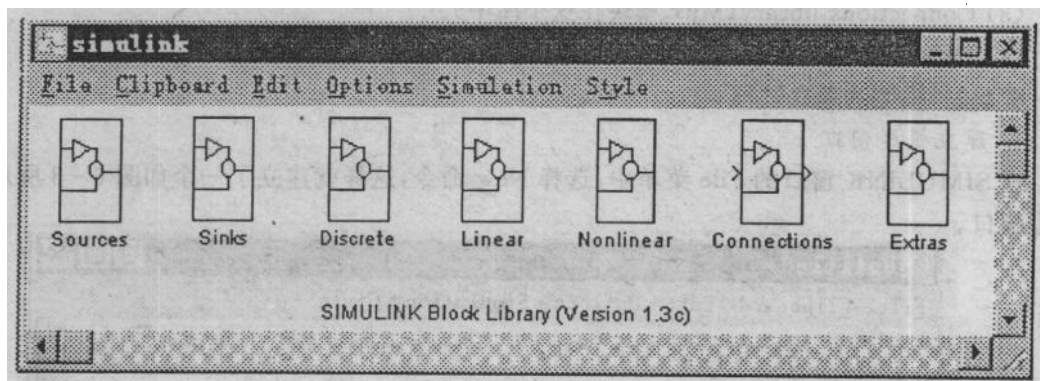 simulink
File Clipboard Edit Options Simulation Style
Sources Sinks Discrete Linear Nonlinear Connections Extras
SIMULINK Block Library (Version 1.3c)